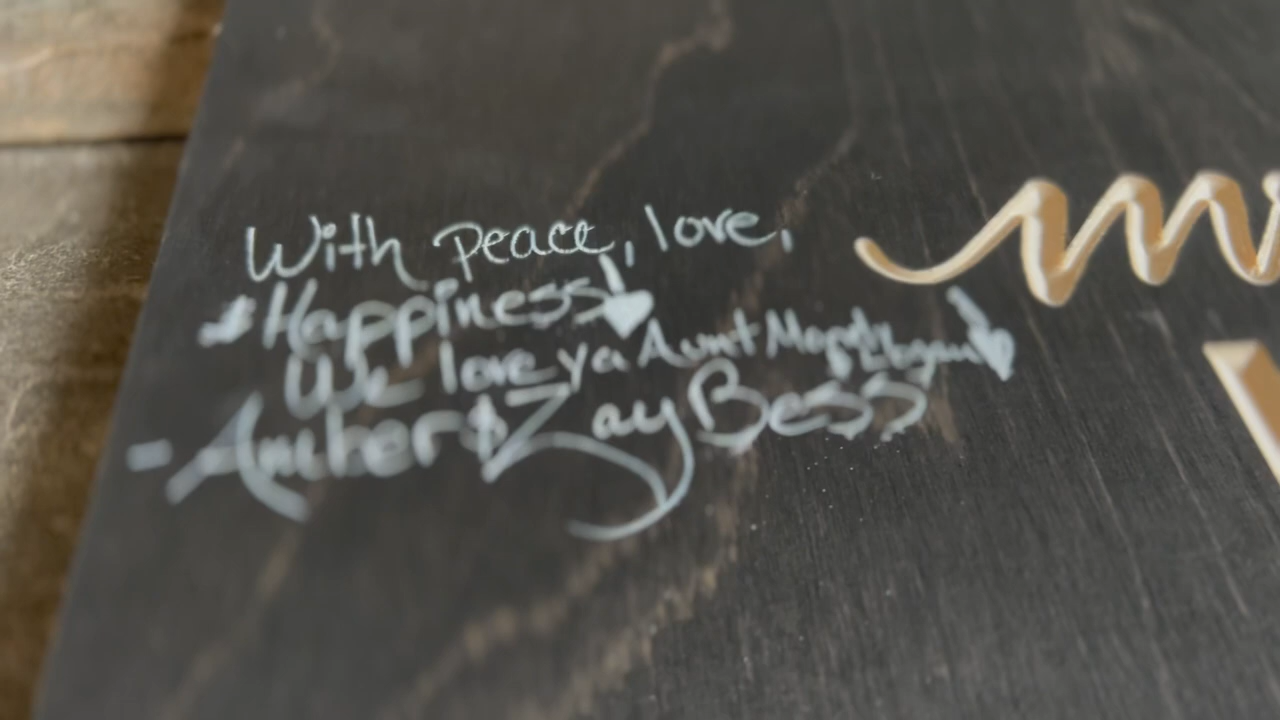 With peace, love,
& Happiness!
We love ya Aunt
- Amber & Zay Bess